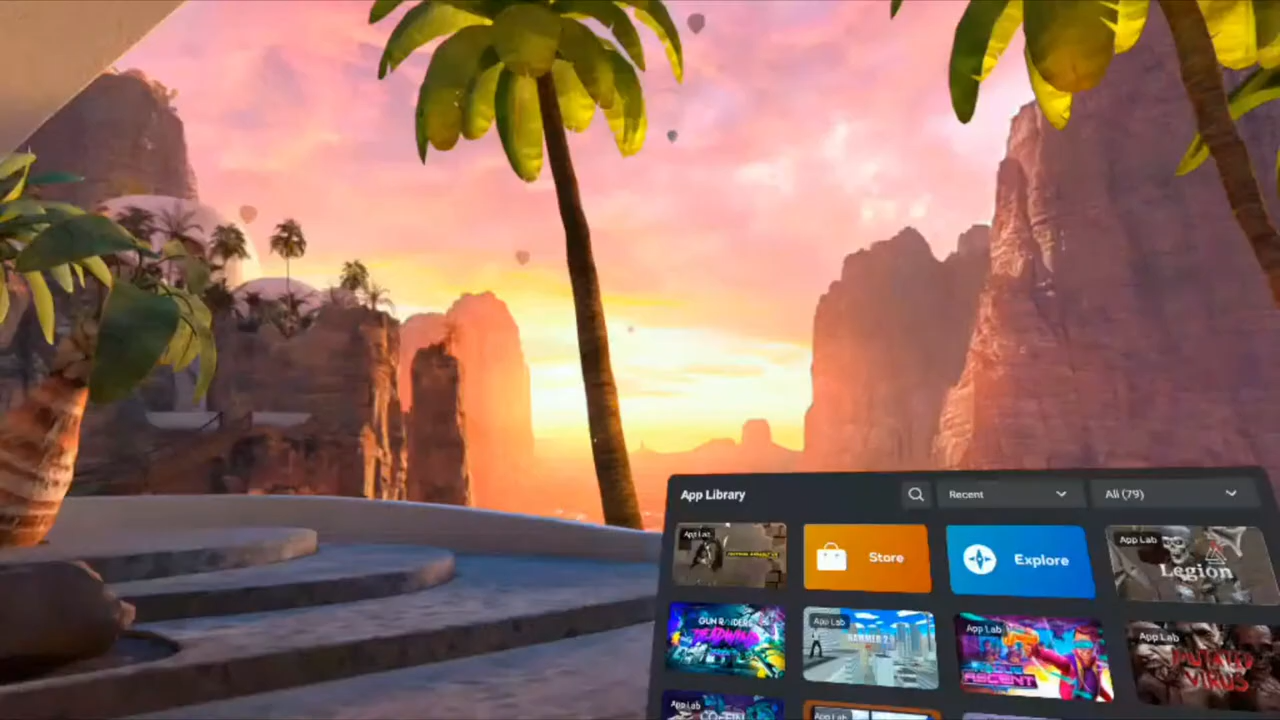 App Library
Recent
All (79)
App Lab
Store
Explore
App Lab
Legion
GUN RAIDERS
HEADWIND
App Lab
App Lab
ASCENT
App Lab
VIRUS
App Lab
App Lab